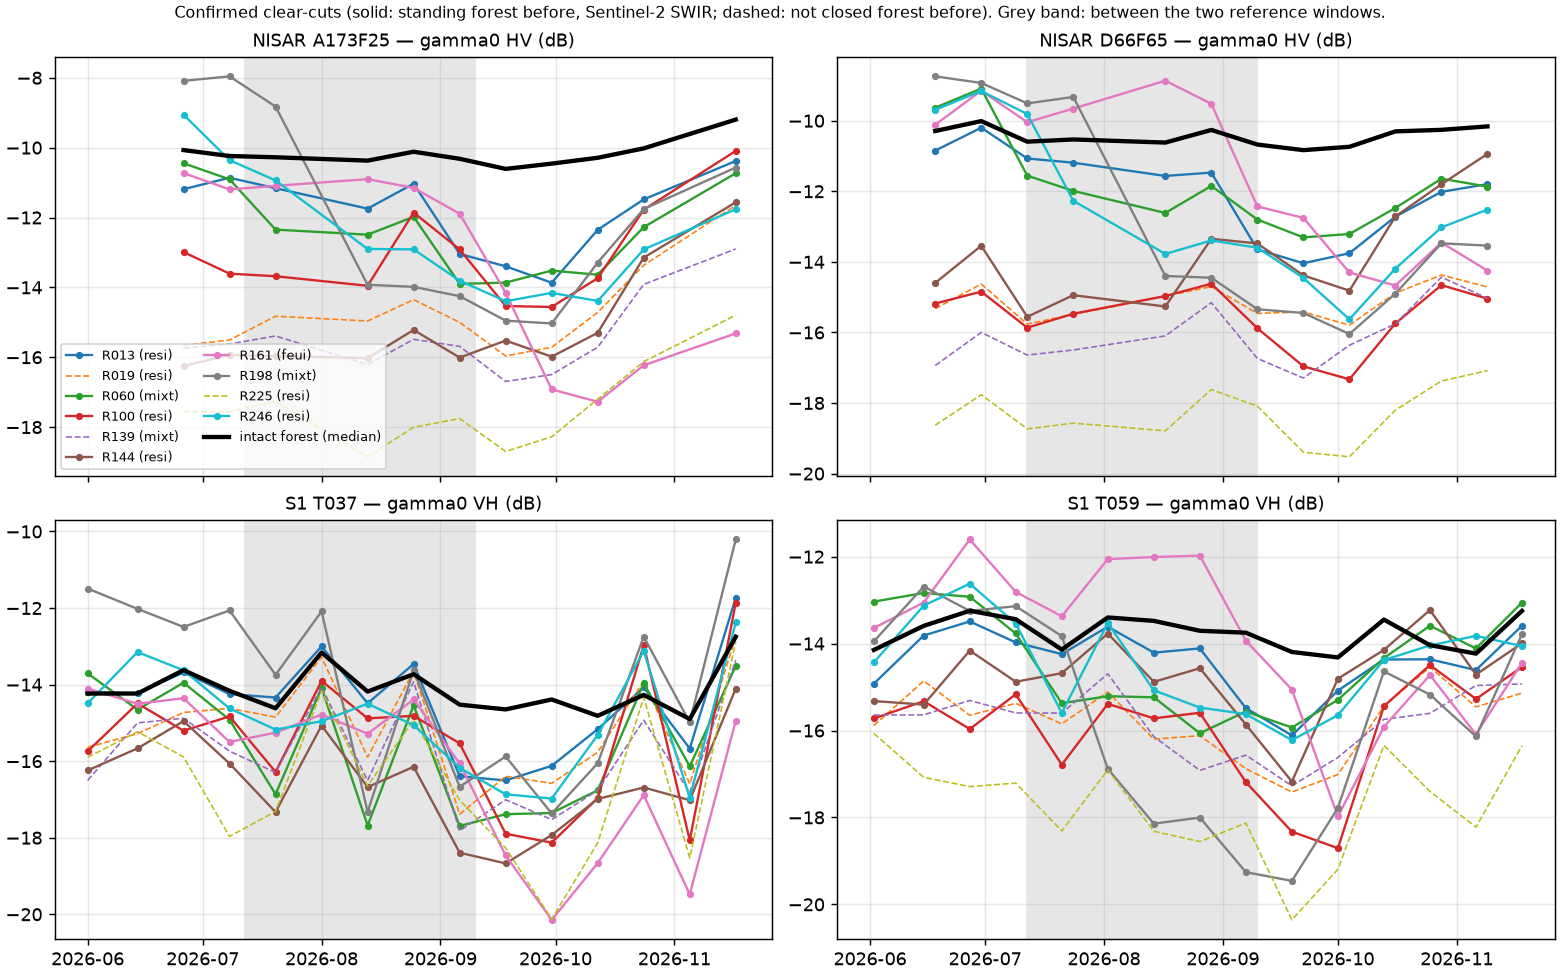 Confirmed clear-cuts (solid: standing forest before, Sentinel-2 SWIR; dashed: not closed forest before). Grey band: between the two reference windows.
NISAR A173F25 — gamma0 HV (dB)
−8
−10
−12
−14
−16
−18
R013 (resi)
R019 (resi)
R060 (mixt)
R100 (resi)
R139 (mixt)
R144 (resi)
R161 (feui)
R198 (mixt)
R225 (resi)
R246 (resi)
intact forest (median)
NISAR D66F65 — gamma0 HV (dB)
−10
−12
−14
−16
−18
−20
S1 T037 — gamma0 VH (dB)
−10
−12
−14
−16
−18
−20
2026-06 2026-07 2026-08 2026-09 2026-10 2026-11
S1 T059 — gamma0 VH (dB)
−12
−14
−16
−18
−20
2026-06 2026-07 2026-08 2026-09 2026-10 2026-11